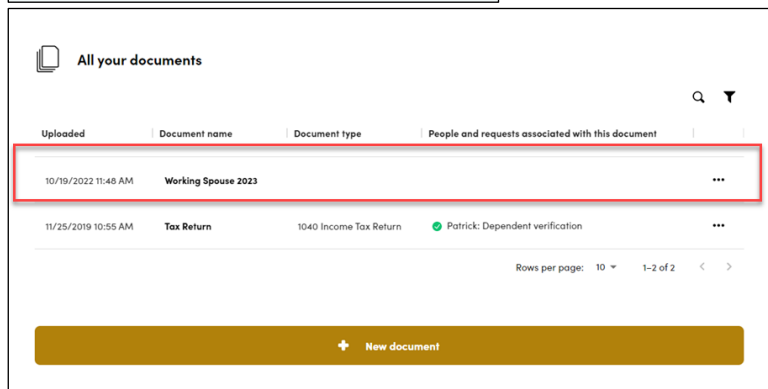 All your documents
Uploaded Document name Document type People and requests associated with this document
10/19/2022 11:48 AM Working Spouse 2023
11/25/2019 10:55 AM Tax Return 1040 Income Tax Return Patrick: Dependent verification
Rows per page: 10 1–2 of 2
New document